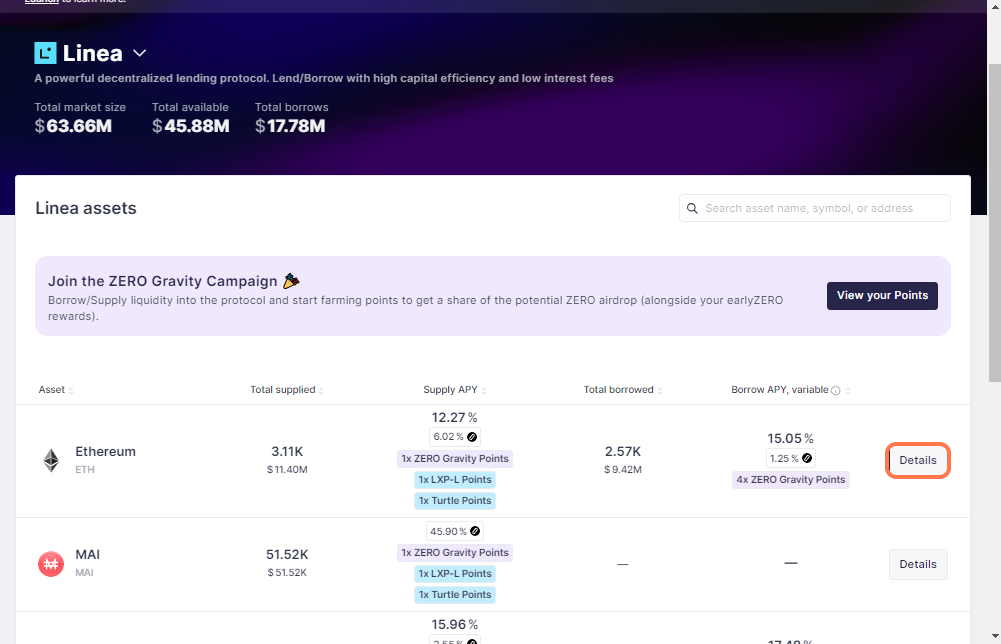 Launch to learn more.
Linea
A powerful decentralized lending protocol. Lend/Borrow with high capital efficiency and low interest fees
Total market size Total available Total borrows
$63.66M $45.88M $17.78M
Linea assets
Search asset name, symbol, or address
Join the ZERO Gravity Campaign
Borrow/Supply liquidity into the protocol and start farming points to get a share of the potential ZERO airdrop (alongside your earlyZERO
rewards).
View your Points
Asset Total supplied Supply APY Total borrowed Borrow APY, variable
Ethereum
ETH
3.11K
$11.40M
12.27%
6.02%
1x ZERO Gravity Points
1x LXP-L Points
1x Turtle Points
2.57K
$9.42M
15.05%
1.25%
4x ZERO Gravity Points
Details
MAI
MAI
51.52K
$51.52K
45.90%
1x ZERO Gravity Points
1x LXP-L Points
1x Turtle Points
—
—
Details
15.96%